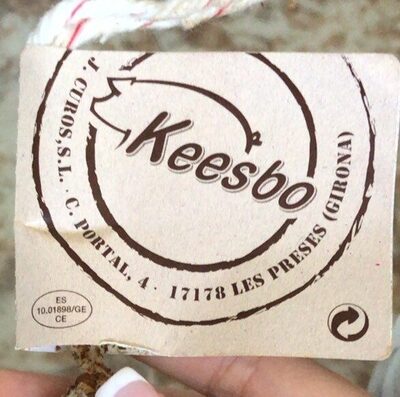 Keesbo
J. CUROS, S.L. · C. PORTAL, 4 · 17178 LES PRESES (GIRONA)
ES
10.01898/GE
CE